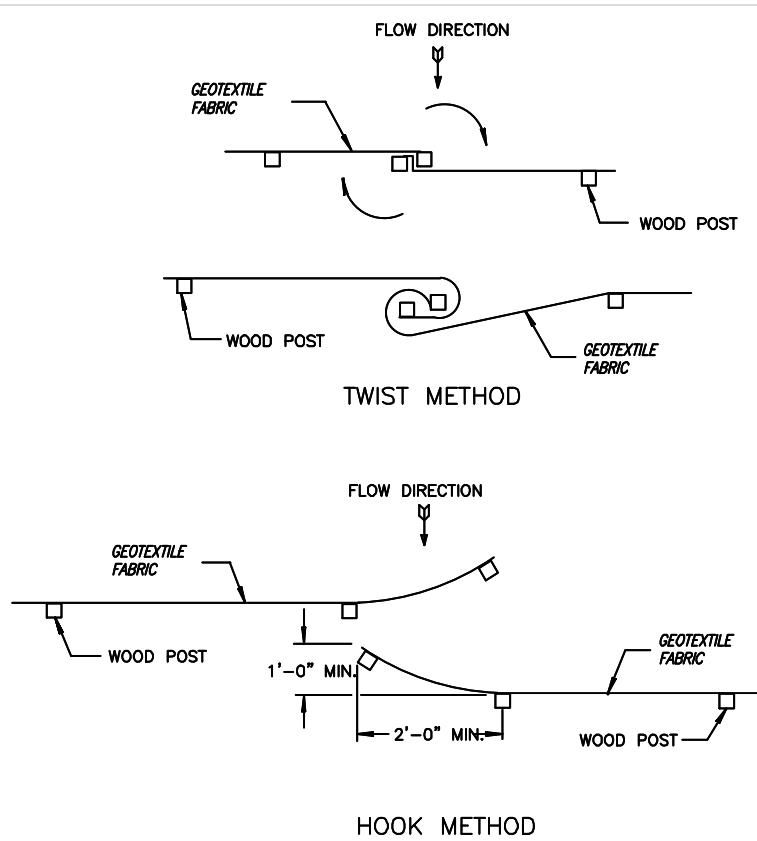 FLOW DIRECTION
GEOTEXTILE
FABRIC
WOOD POST
WOOD POST
GEOTEXTILE
FABRIC
TWIST METHOD
FLOW DIRECTION
GEOTEXTILE
FABRIC
WOOD POST
1'-0" MIN.
GEOTEXTILE
FABRIC
2'-0" MIN.
WOOD POST
HOOK METHOD